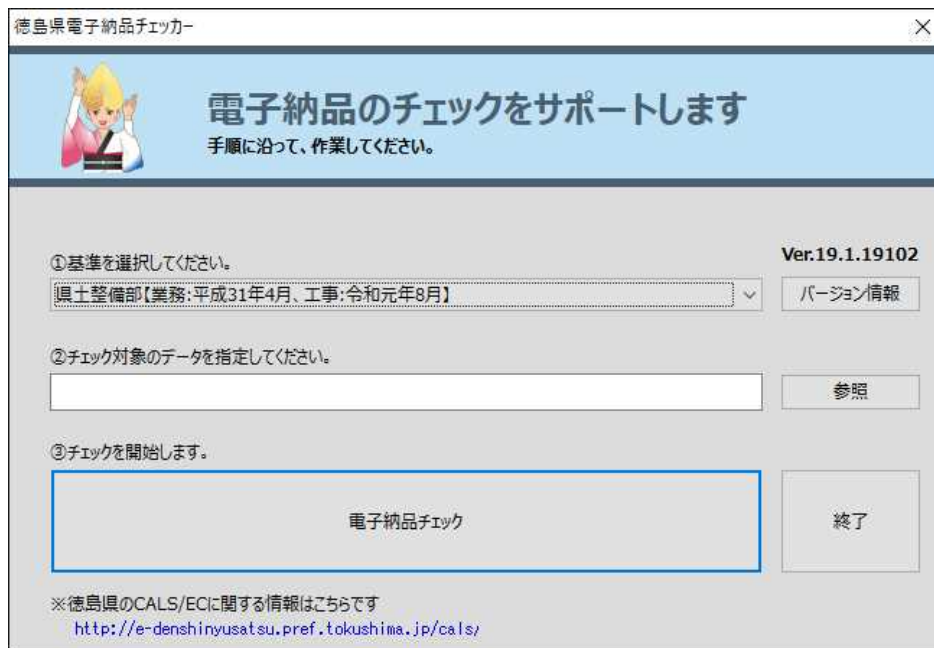 徳島県電子納品チェッカー
電子納品のチェックをサポートします
手順に沿って、作業してください。
Ver.19.1.19102
①基準を選択してください。
県土整備部【業務:平成31年4月、工事:令和元年8月】
バージョン情報
②チェック対象のデータを指定してください。
参照
③チェックを開始します。
電子納品チェック
終了
※徳島県のCALS/ECに関する情報はこちらです
http://e-denshinyusatsu.pref.tokushima.jp/cals/